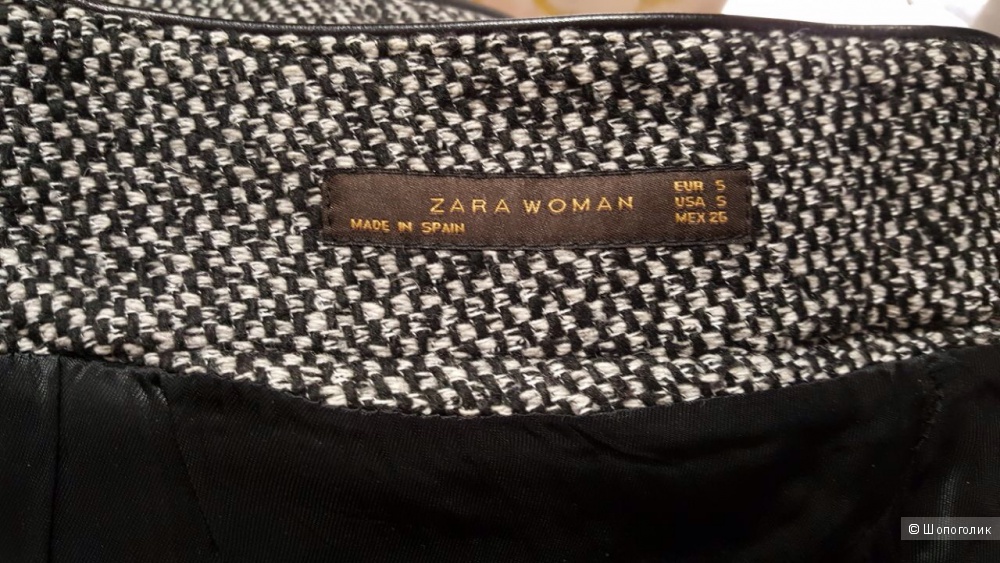 ZARA WOMAN
MADE IN SPAIN
EUR S
USA S
MEX 26
© Шопоголик